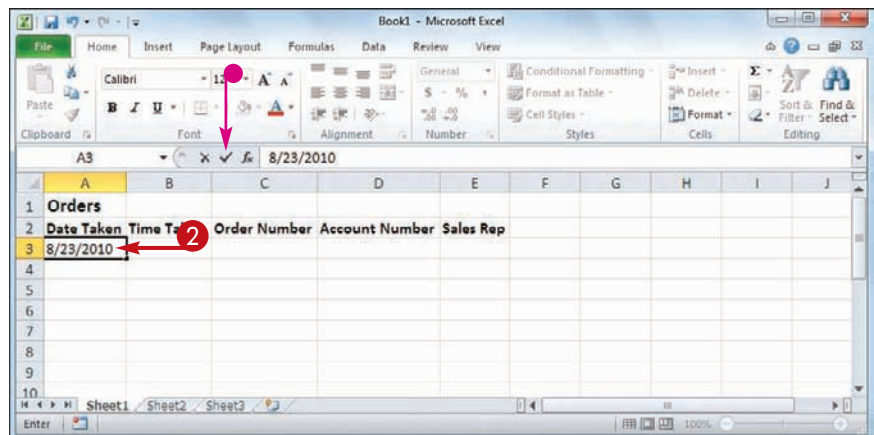 Book1 - Microsoft Excel
File Home Insert Page Layout Formulas Data Review View
Calibri 12 A A General Conditional Formatting Insert Σ
Paste B I U A $ % , Format as Table Delete Sort & Find &
Cell Styles Format Filter Select
Clipboard Font Alignment Number Styles Cells Editing
A3 fx 8/23/2010
A B C D E F G H I J
1 Orders
2 Date Taken Time Order Number Account Number Sales Rep
3 8/23/2010 2
4
5
6
7
8
9
10
Sheet1 Sheet2 Sheet3
Enter 100%